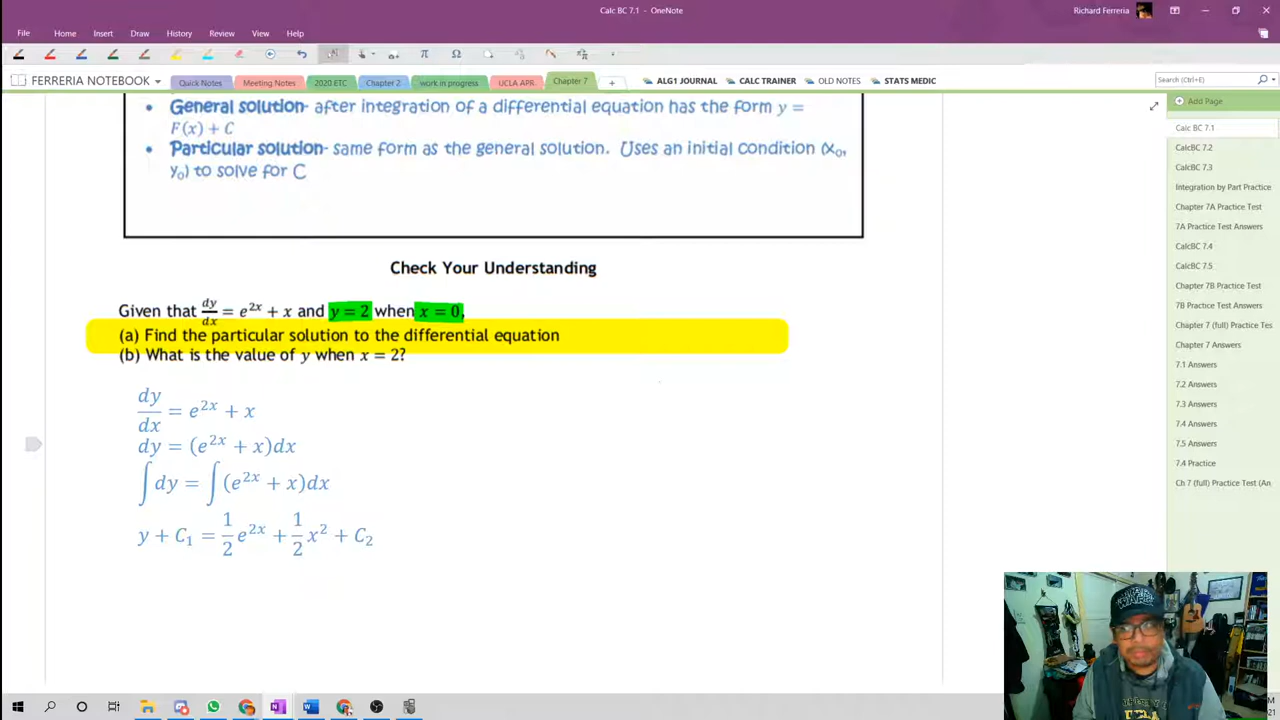 Calc BC 7.1 - OneNote
Richard Ferreria
File Home Insert Draw History Review View Help
FERRERIA NOTEBOOK
Quick Notes Meeting Notes 2020 ETC Chapter 2 work in progress UCLA APR. Chapter 7
ALG1 JOURNAL CALC TRAINER OLD NOTES STATS MEDIC
Search (Ctrl+E)
Add Page
Calc BC 7.1
CalcBC 7.2
CalcBC 7.3
Integration by Part Practice
Chapter 7A Practice Test
7A Practice Test Answers
CalcBC 7.4
CalcBC 7.5
Chapter 7B Practice Test
7B Practice Test Answers
Chapter 7 (full) Practice Tes
Chapter 7 Answers
7.1 Answers
7.2 Answers
7.3 Answers
7.4 Answers
7.5 Answers
7.4 Practice
Ch 7 (full) Practice Test (An
• General solution- after integration of a differential equation has the form y =
F(x) + C
• Particular solution- same form as the general solution. Uses an initial condition (x₀,
y₀) to solve for C
Check Your Understanding
Given that dy/dx = e^{2x} + x and y = 2 when x = 0,
(a) Find the particular solution to the differential equation
(b) What is the value of y when x = 2?
dy/dx = e^{2x} + x
dy = (e^{2x} + x)dx
∫dy = ∫(e^{2x} + x)dx
y + C₁ = 1/2 e^{2x} + 1/2 x² + C₂